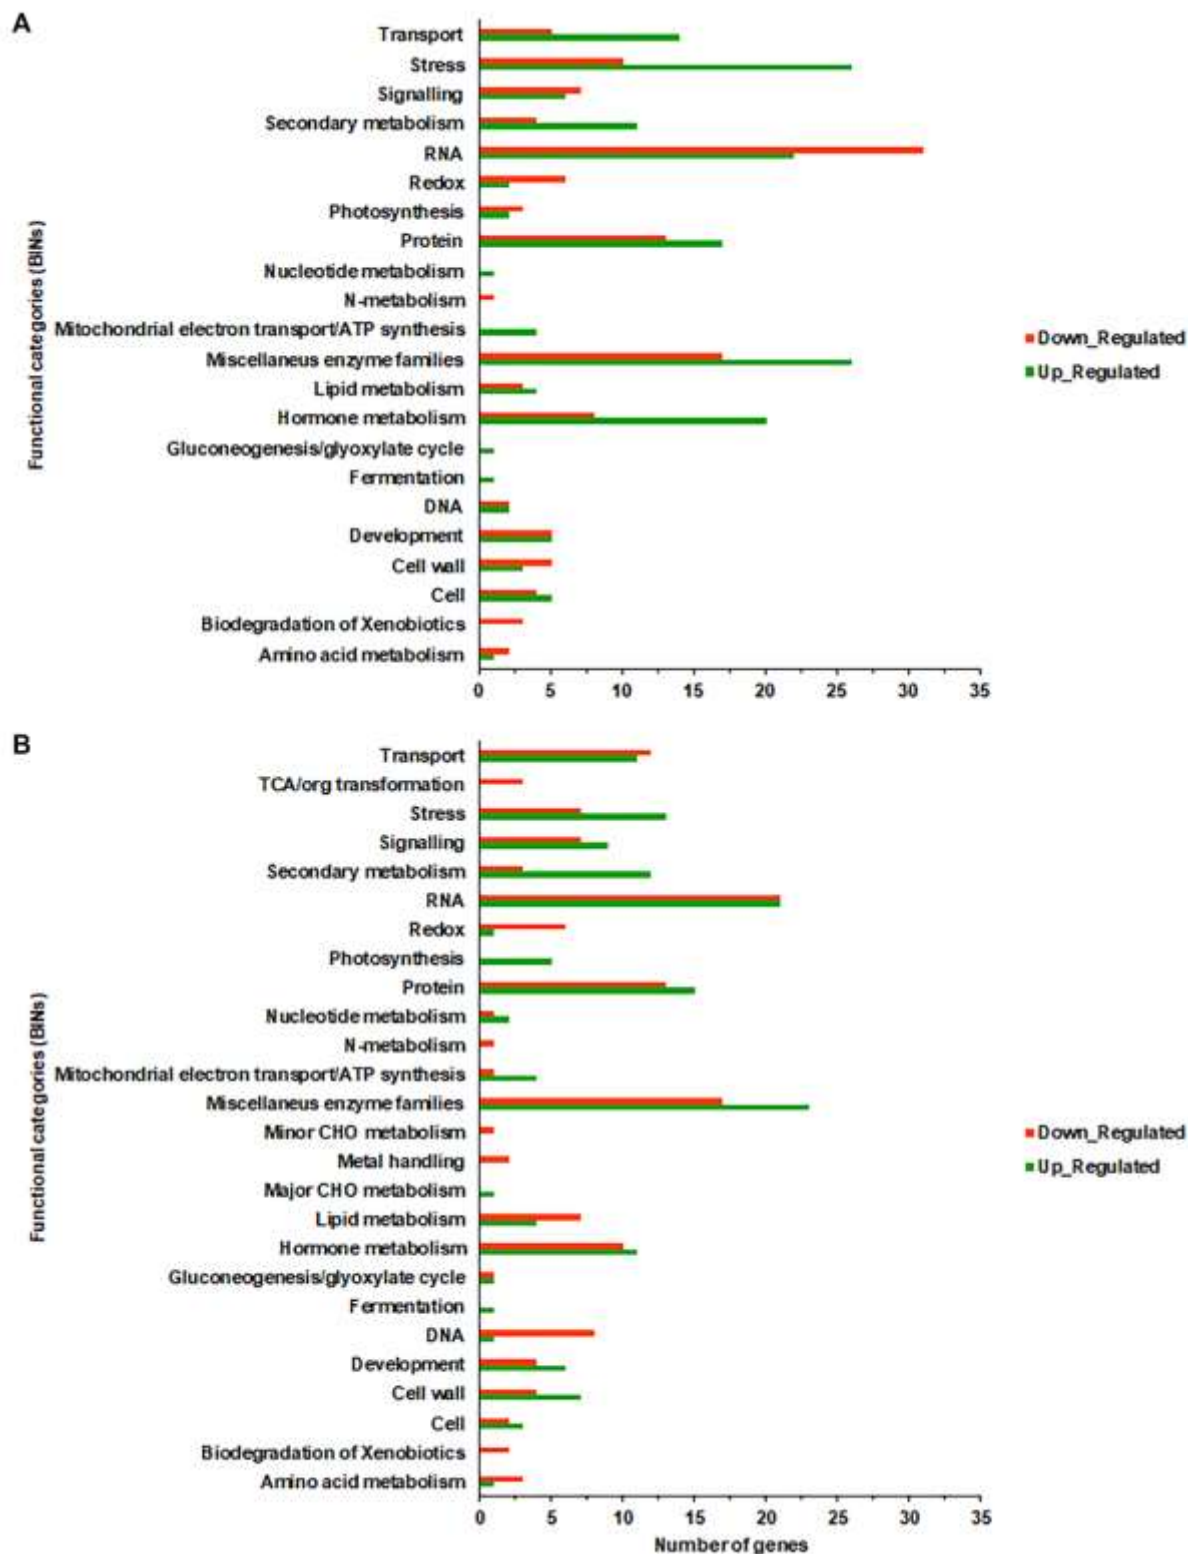 A
Transport
Stress
Signalling
Secondary metabolism
RNA
Redox
Photosynthesis
Protein
Nucleotide metabolism
N-metabolism
Mitochondrial electron transport/ATP synthesis
Miscellaneus enzyme families
Lipid metabolism
Hormone metabolism
Gluconeogenesis/glyoxylate cycle
Fermentation
DNA
Development
Cell wall
Cell
Biodegradation of Xenobiotics
Amino acid metabolism
Functional categories (BINs)
0 5 10 15 20 25 30 35
Down_Regulated
Up_Regulated
B
Transport
TCA/org transformation
Stress
Signalling
Secondary metabolism
RNA
Redox
Photosynthesis
Protein
Nucleotide metabolism
N-metabolism
Mitochondrial electron transport/ATP synthesis
Miscellaneus enzyme families
Minor CHO metabolism
Metal handling
Major CHO metabolism
Lipid metabolism
Hormone metabolism
Gluconeogenesis/glyoxylate cycle
Fermentation
DNA
Development
Cell wall
Cell
Biodegradation of Xenobiotics
Amino acid metabolism
Functional categories (BINs)
0 5 10 15 20 25 30 35
Number of genes
Down_Regulated
Up_Regulated